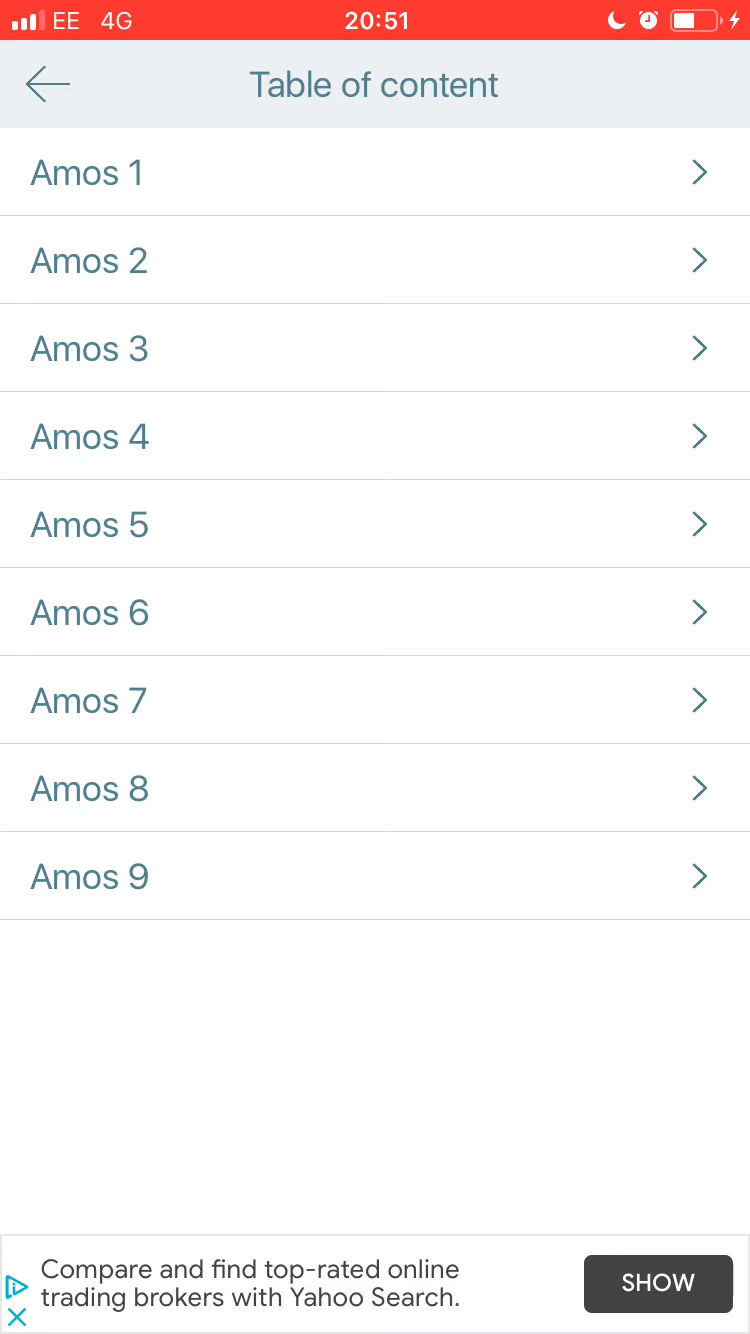 EE 4G 20:51
Table of content
Amos 1
Amos 2
Amos 3
Amos 4
Amos 5
Amos 6
Amos 7
Amos 8
Amos 9
Compare and find top-rated online
trading brokers with Yahoo Search.
SHOW